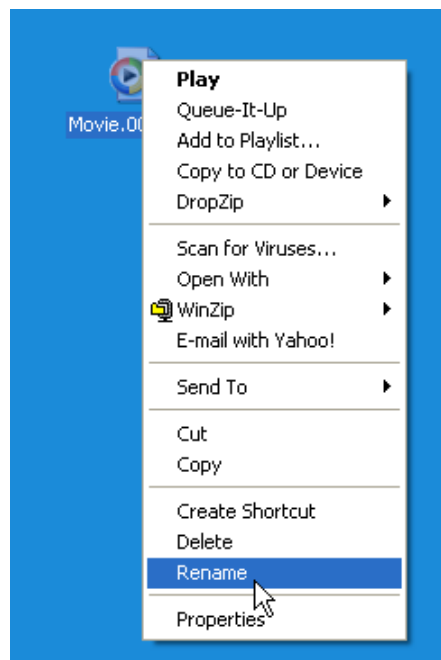 Movie.00
Play
Queue-It-Up
Add to Playlist...
Copy to CD or Device
DropZip
Scan for Viruses...
Open With
WinZip
E-mail with Yahoo!
Send To
Cut
Copy
Create Shortcut
Delete
Rename
Properties